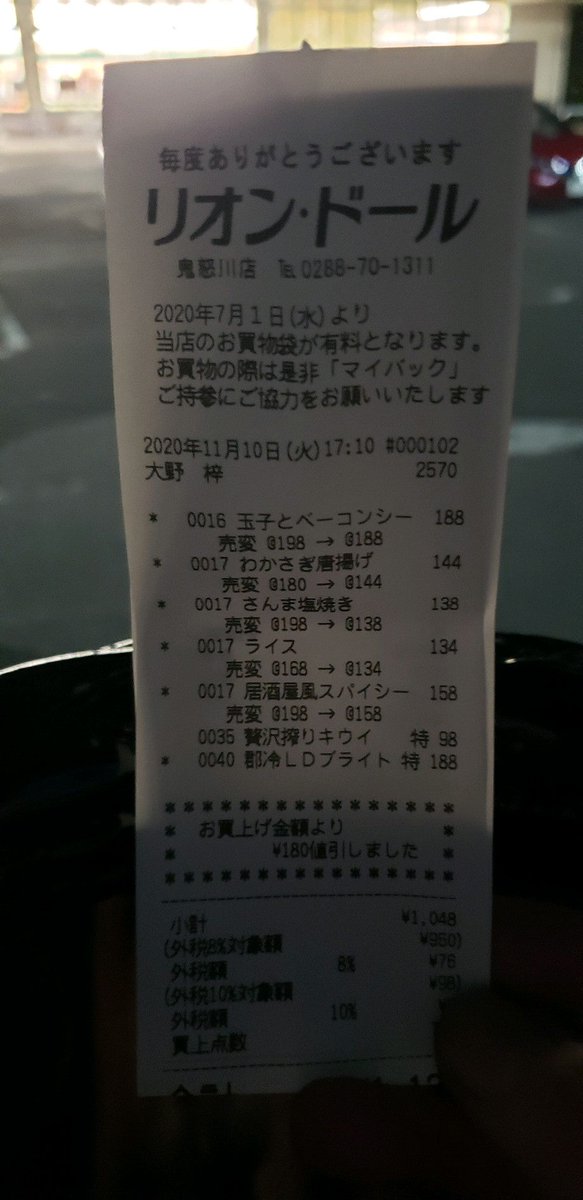 毎度ありがとうございます
リオン・ドール
鬼怒川店 ℡0288-70-1311
2020年7月1日(水)より
当店のお買物袋が有料となります。
お買物の際は是非「マイバック」
ご持参にご協力をお願いいたします
2020年11月10日(火)17:10 #000102
大野 梓 2570
* 0016 玉子とベーコンシー 188
売変 @198 → @188
* 0017 わかさぎ唐揚げ 144
売変 @180 → @144
* 0017 さんま塩焼き 138
売変 @198 → @138
* 0017 ライス 134
売変 @168 → @134
* 0017 居酒屋風スパイシー 158
売変 @198 → @158
0035 贅沢搾りキウイ 特 98
* 0040 郡冷LDブライト 特 188
* * * * * * * * * * * * * * * *
* お買上げ金額より *
* ¥180値引しました *
* * * * * * * * * * * * * * * *
小計 ¥1,048
(外税8%対象額 ¥950)
外税額 8% ¥76
(外税10%対象額 ¥98)
外税額 10%
買上点数